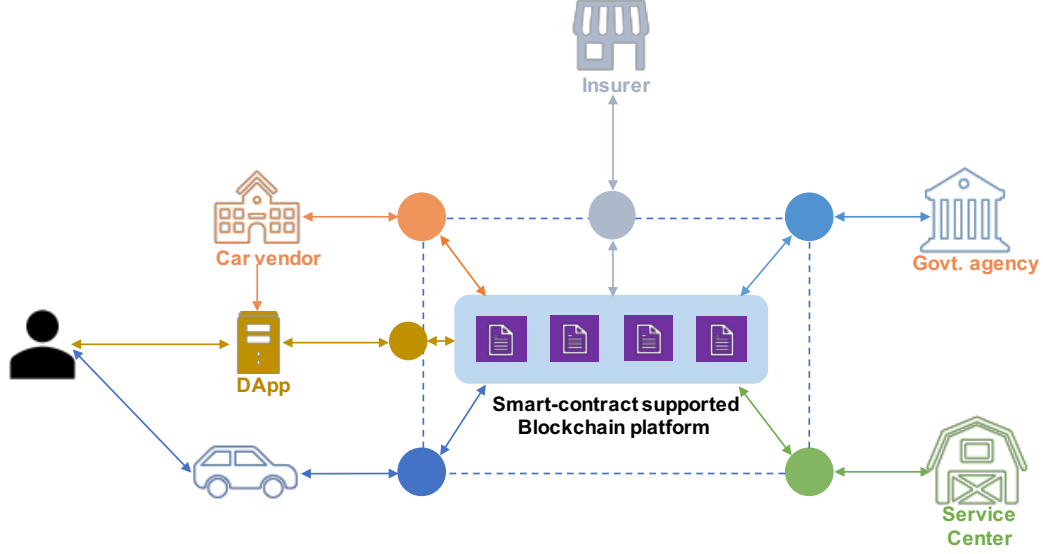 Insurer
Car vendor
Govt. agency
DApp
Smart-contract supported
Blockchain platform
Service
Center